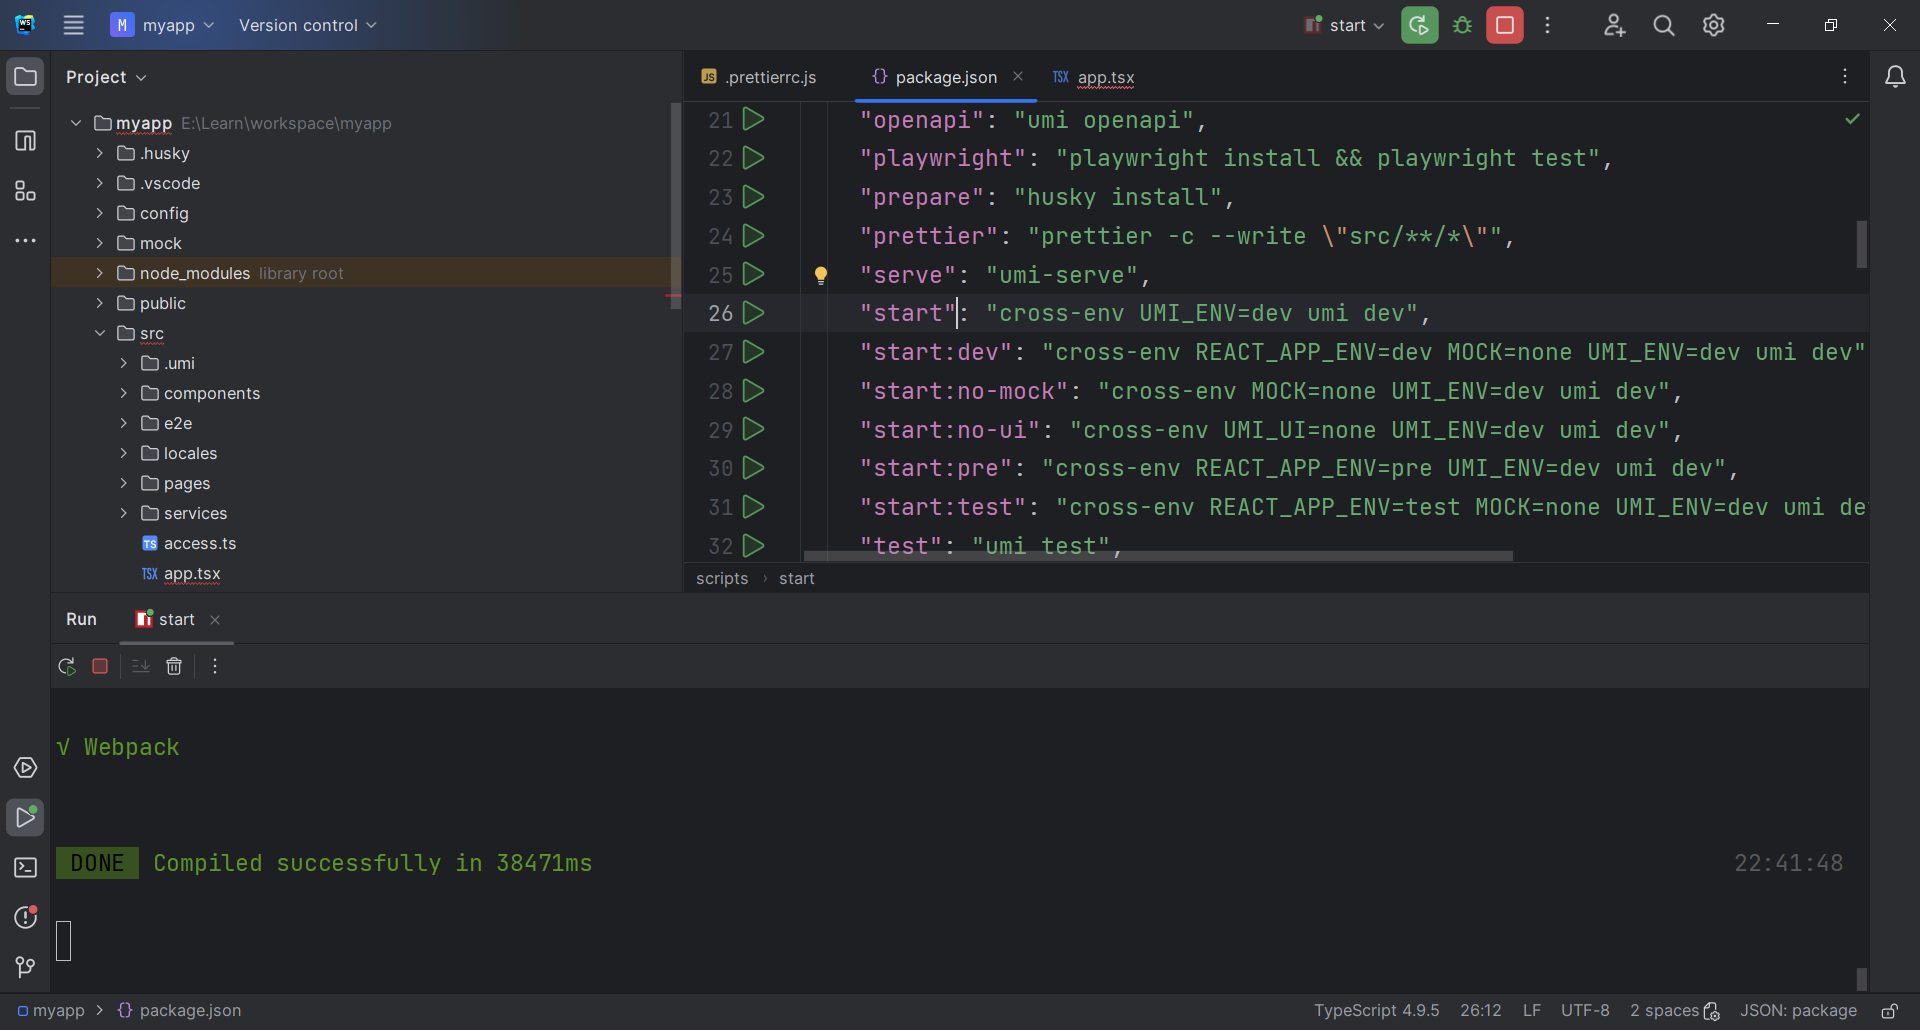 M myapp Version control start
Project
.prettierrc.js package.json app.tsx
myapp E:\Learn\workspace\myapp
.husky
.vscode
config
mock
node_modules library root
public
src
.umi
components
e2e
locales
pages
services
TS access.ts
TSX app.tsx
21 "openapi": "umi openapi",
22 "playwright": "playwright install && playwright test",
23 "prepare": "husky install",
24 "prettier": "prettier -c --write \"src/**/*\"",
25 "serve": "umi-serve",
26 "start": "cross-env UMI_ENV=dev umi dev",
27 "start:dev": "cross-env REACT_APP_ENV=dev MOCK=none UMI_ENV=dev umi dev"
28 "start:no-mock": "cross-env MOCK=none UMI_ENV=dev umi dev",
29 "start:no-ui": "cross-env UMI_UI=none UMI_ENV=dev umi dev",
30 "start:pre": "cross-env REACT_APP_ENV=pre UMI_ENV=dev umi dev",
31 "start:test": "cross-env REACT_APP_ENV=test MOCK=none UMI_ENV=dev umi de
32 "test": "umi test",
scripts › start
Run start
√ Webpack
DONE Compiled successfully in 38471ms 22:41:48
myapp > {} package.json TypeScript 4.9.5 26:12 LF UTF-8 2 spaces JSON: package